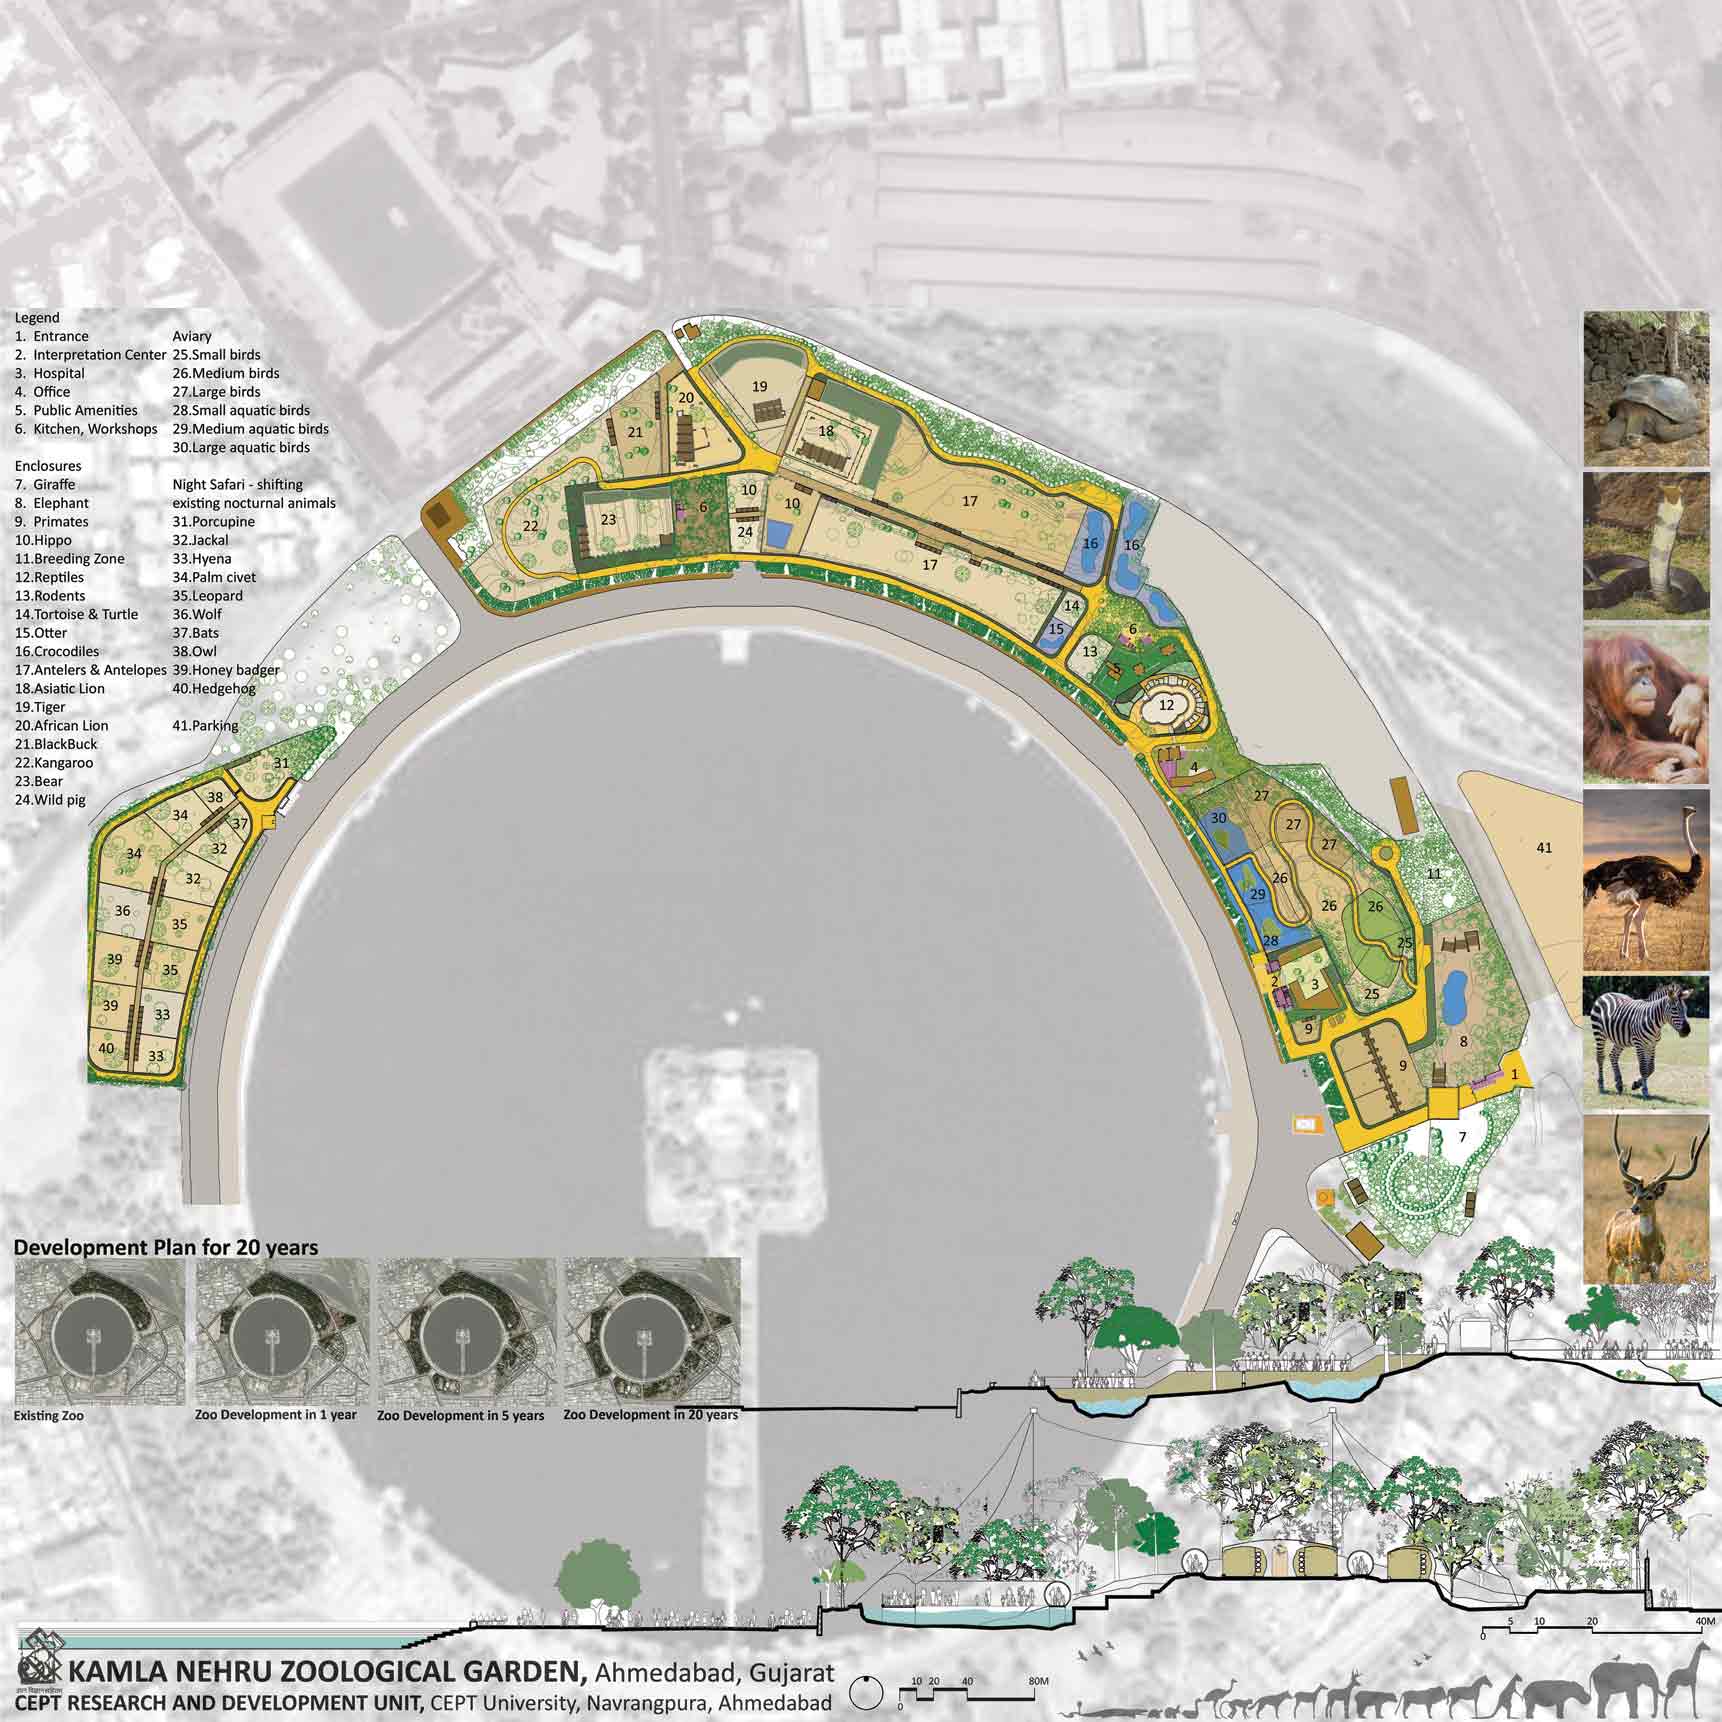 Legend
1. Entrance
2. Interpretation Center
3. Hospital
4. Office
5. Public Amenities
6. Kitchen, Workshops
Enclosures
7. Giraffe
8. Elephant
9. Primates
10.Hippo
11.Breeding Zone
12.Reptiles
13.Rodents
14.Tortoise & Turtle
15.Otter
16.Crocodiles
17.Antelers & Antelopes
18.Asiatic Lion
19.Tiger
20.African Lion
21.BlackBuck
22.Kangaroo
23.Bear
24.Wild pig
Aviary
25.Small birds
26.Medium birds
27.Large birds
28.Small aquatic birds
29.Medium aquatic birds
30.Large aquatic birds
Night Safari - shifting
existing nocturnal animals
31.Porcupine
32.Jackal
33.Hyena
34.Palm civet
35.Leopard
36.Wolf
37.Bats
38.Owl
39.Honey badger
40.Hedgehog
41.Parking
19
20
21
18
22
23
6
10
10
24
17
17
16
16
14
15
6
13
5
12
4
31
38
34
37
34
32
32
36
35
39
35
39
33
40
33
27
30
27
27
26
29
26
26
28
25
2
3
25
9
11
41
8
9
1
7
Development Plan for 20 years
Existing Zoo
Zoo Development in 1 year
Zoo Development in 5 years
Zoo Development in 20 years
5 10 20 40M
0
KAMLA NEHRU ZOOLOGICAL GARDEN, Ahmedabad, Gujarat
CEPT RESEARCH AND DEVELOPMENT UNIT, CEPT University, Navrangpura, Ahmedabad
10 20 40 80M
0